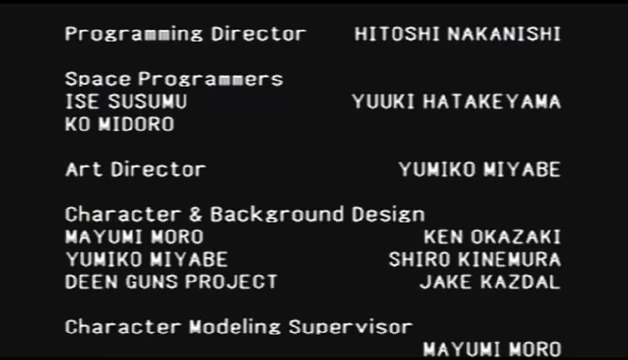 Programming Director HITOSHI NAKANISHI
Space Programmers
ISE SUSUMU YUUKI HATAKEYAMA
KO MIDORO
Art Director YUMIKO MIYABE
Character & Background Design
MAYUMI MORO KEN OKAZAKI
YUMIKO MIYABE SHIRO KINEMURA
DEEN GUNS PROJECT JAKE KAZDAL
Character Modeling Supervisor
MAYUMI MORO